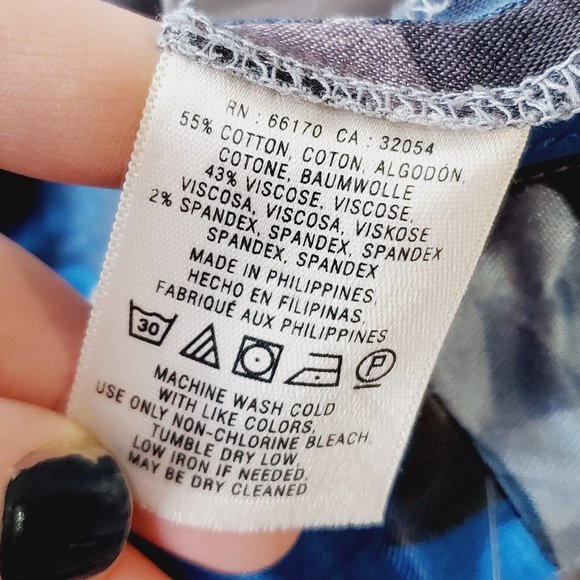 RN : 66170 CA : 32054
55% COTTON, COTON, ALGODÓN,
COTONE, BAUMWOLLE
43% VISCOSE, VISCOSE,
VISCOSA, VISCOSA, VISKOSE
2% SPANDEX, SPANDEX, SPANDEX
SPANDEX, SPANDEX
MADE IN PHILIPPINES
HECHO EN FILIPINAS
FABRIQUÉ AUX PHILIPPINES
30 P
MACHINE WASH COLD
WITH LIKE COLORS.
USE ONLY NON-CHLORINE BLEACH.
TUMBLE DRY LOW.
LOW IRON IF NEEDED.
MAY BE DRY CLEANED